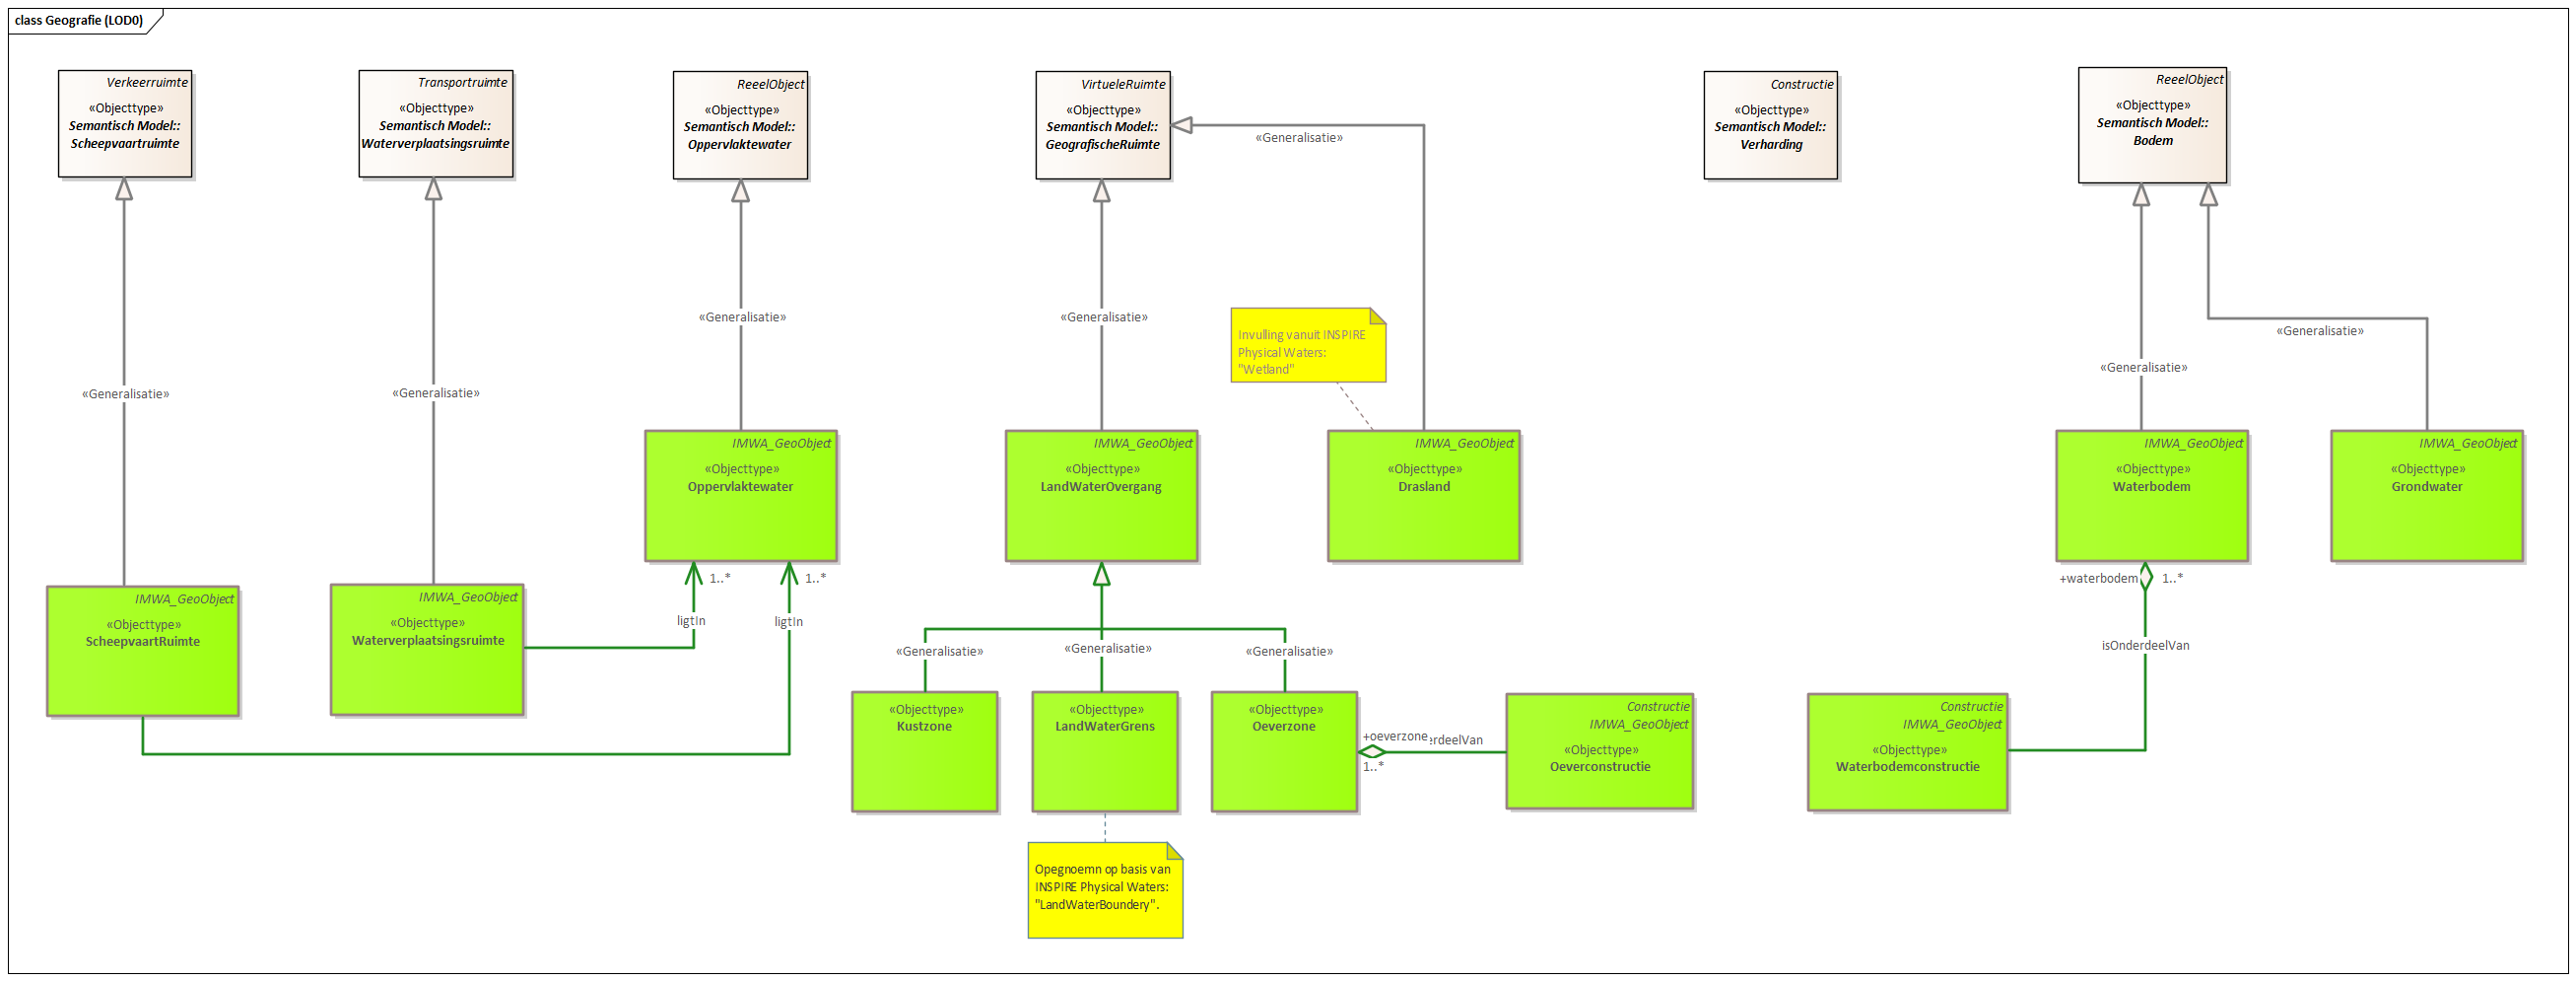 class Geografie (LOD0)
Verkeerruimte
«Objecttype»
Semantisch Model::
Scheepvaartruimte
Transportruimte
«Objecttype»
Semantisch Model::
Waterverplaatsingsruimte
ReeelObject
«Objecttype»
Semantisch Model::
Oppervlaktewater
VirtueleRuimte
«Objecttype»
Semantisch Model::
GeografischeRuimte
«Generalisatie»
Constructie
«Objecttype»
Semantisch Model::
Verharding
ReeelObject
«Objecttype»
Semantisch Model::
Bodem
«Generalisatie»
«Generalisatie»
«Generalisatie»
«Generalisatie»
Invulling vanuit INSPIRE
Physical Waters:
"Wetland"
«Generalisatie»
«Generalisatie»
IMWA_GeoObject
«Objecttype»
Oppervlaktewater
IMWA_GeoObject
«Objecttype»
LandWaterOvergang
IMWA_GeoObject
«Objecttype»
Drasland
IMWA_GeoObject
«Objecttype»
Waterbodem
IMWA_GeoObject
«Objecttype»
Grondwater
IMWA_GeoObject
«Objecttype»
ScheepvaartRuimte
IMWA_GeoObject
«Objecttype»
Waterverplaatsingsruimte
1..*
ligtIn
1..*
ligtIn
+waterbodem
1..*
isOnderdeelVan
«Generalisatie»
«Generalisatie»
«Generalisatie»
«Objecttype»
Kustzone
«Objecttype»
LandWaterGrens
«Objecttype»
Oeverzone
+oeverzone
erdeelVan
1..*
Constructie
IMWA_GeoObject
«Objecttype»
Oeverconstructie
Constructie
IMWA_GeoObject
«Objecttype»
Waterbodemconstructie
Opegnoemn op basis van
INSPIRE Physical Waters:
"LandWaterBoundery".